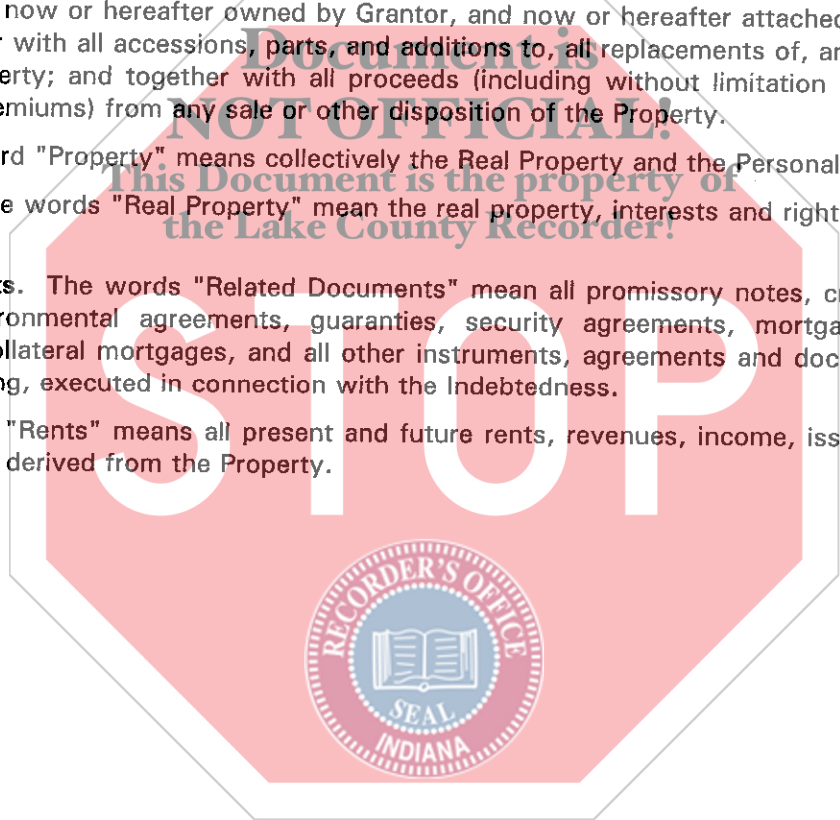 now or hereafter owned by Grantor, and now or hereafter attached
with all accessions, parts, and additions to, all replacements of, an
erty; and together with all proceeds (including without limitation
emiums) from any sale or other disposition of the Property.
rd "Property" means collectively the Real Property and the Personal
e words "Real Property" mean the real property, interests and right
s. The words "Related Documents" mean all promissory notes, c
ronmental agreements, guaranties, security agreements, mortga
ollateral mortgages, and all other instruments, agreements and doc
ng, executed in connection with the Indebtedness.
"Rents" means all present and future rents, revenues, income, iss
derived from the Property.
Document is
NOT OFFICIAL!
This Document is the property of
the Lake County Recorder!
STOP
RECORDER'S OFFICE
SEAL
INDIANA